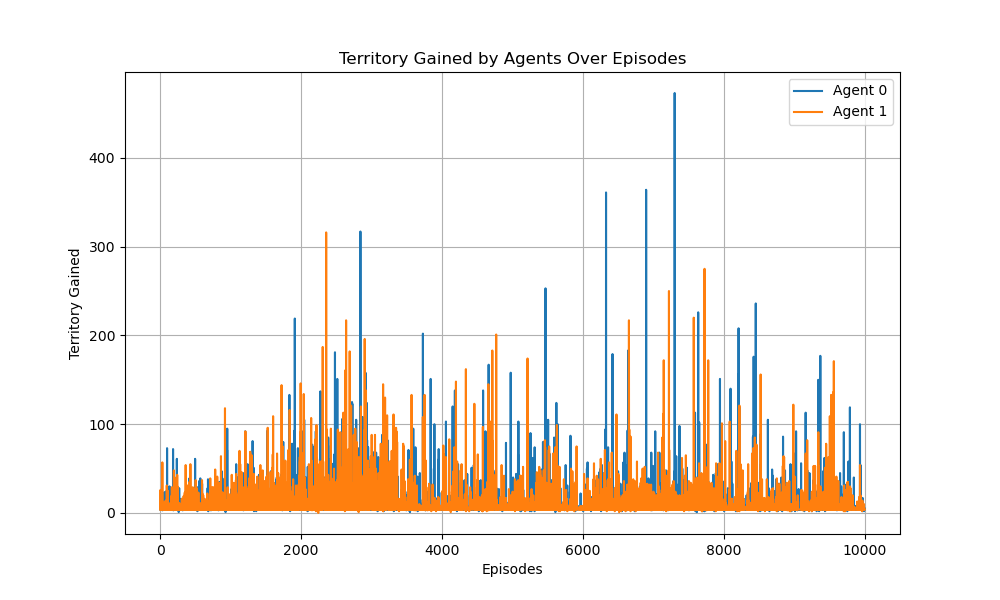 Territory Gained by Agents Over Episodes
Agent 0
Agent 1
Territory Gained
400
300
200
100
0
0 2000 4000 6000 8000 10000
Episodes